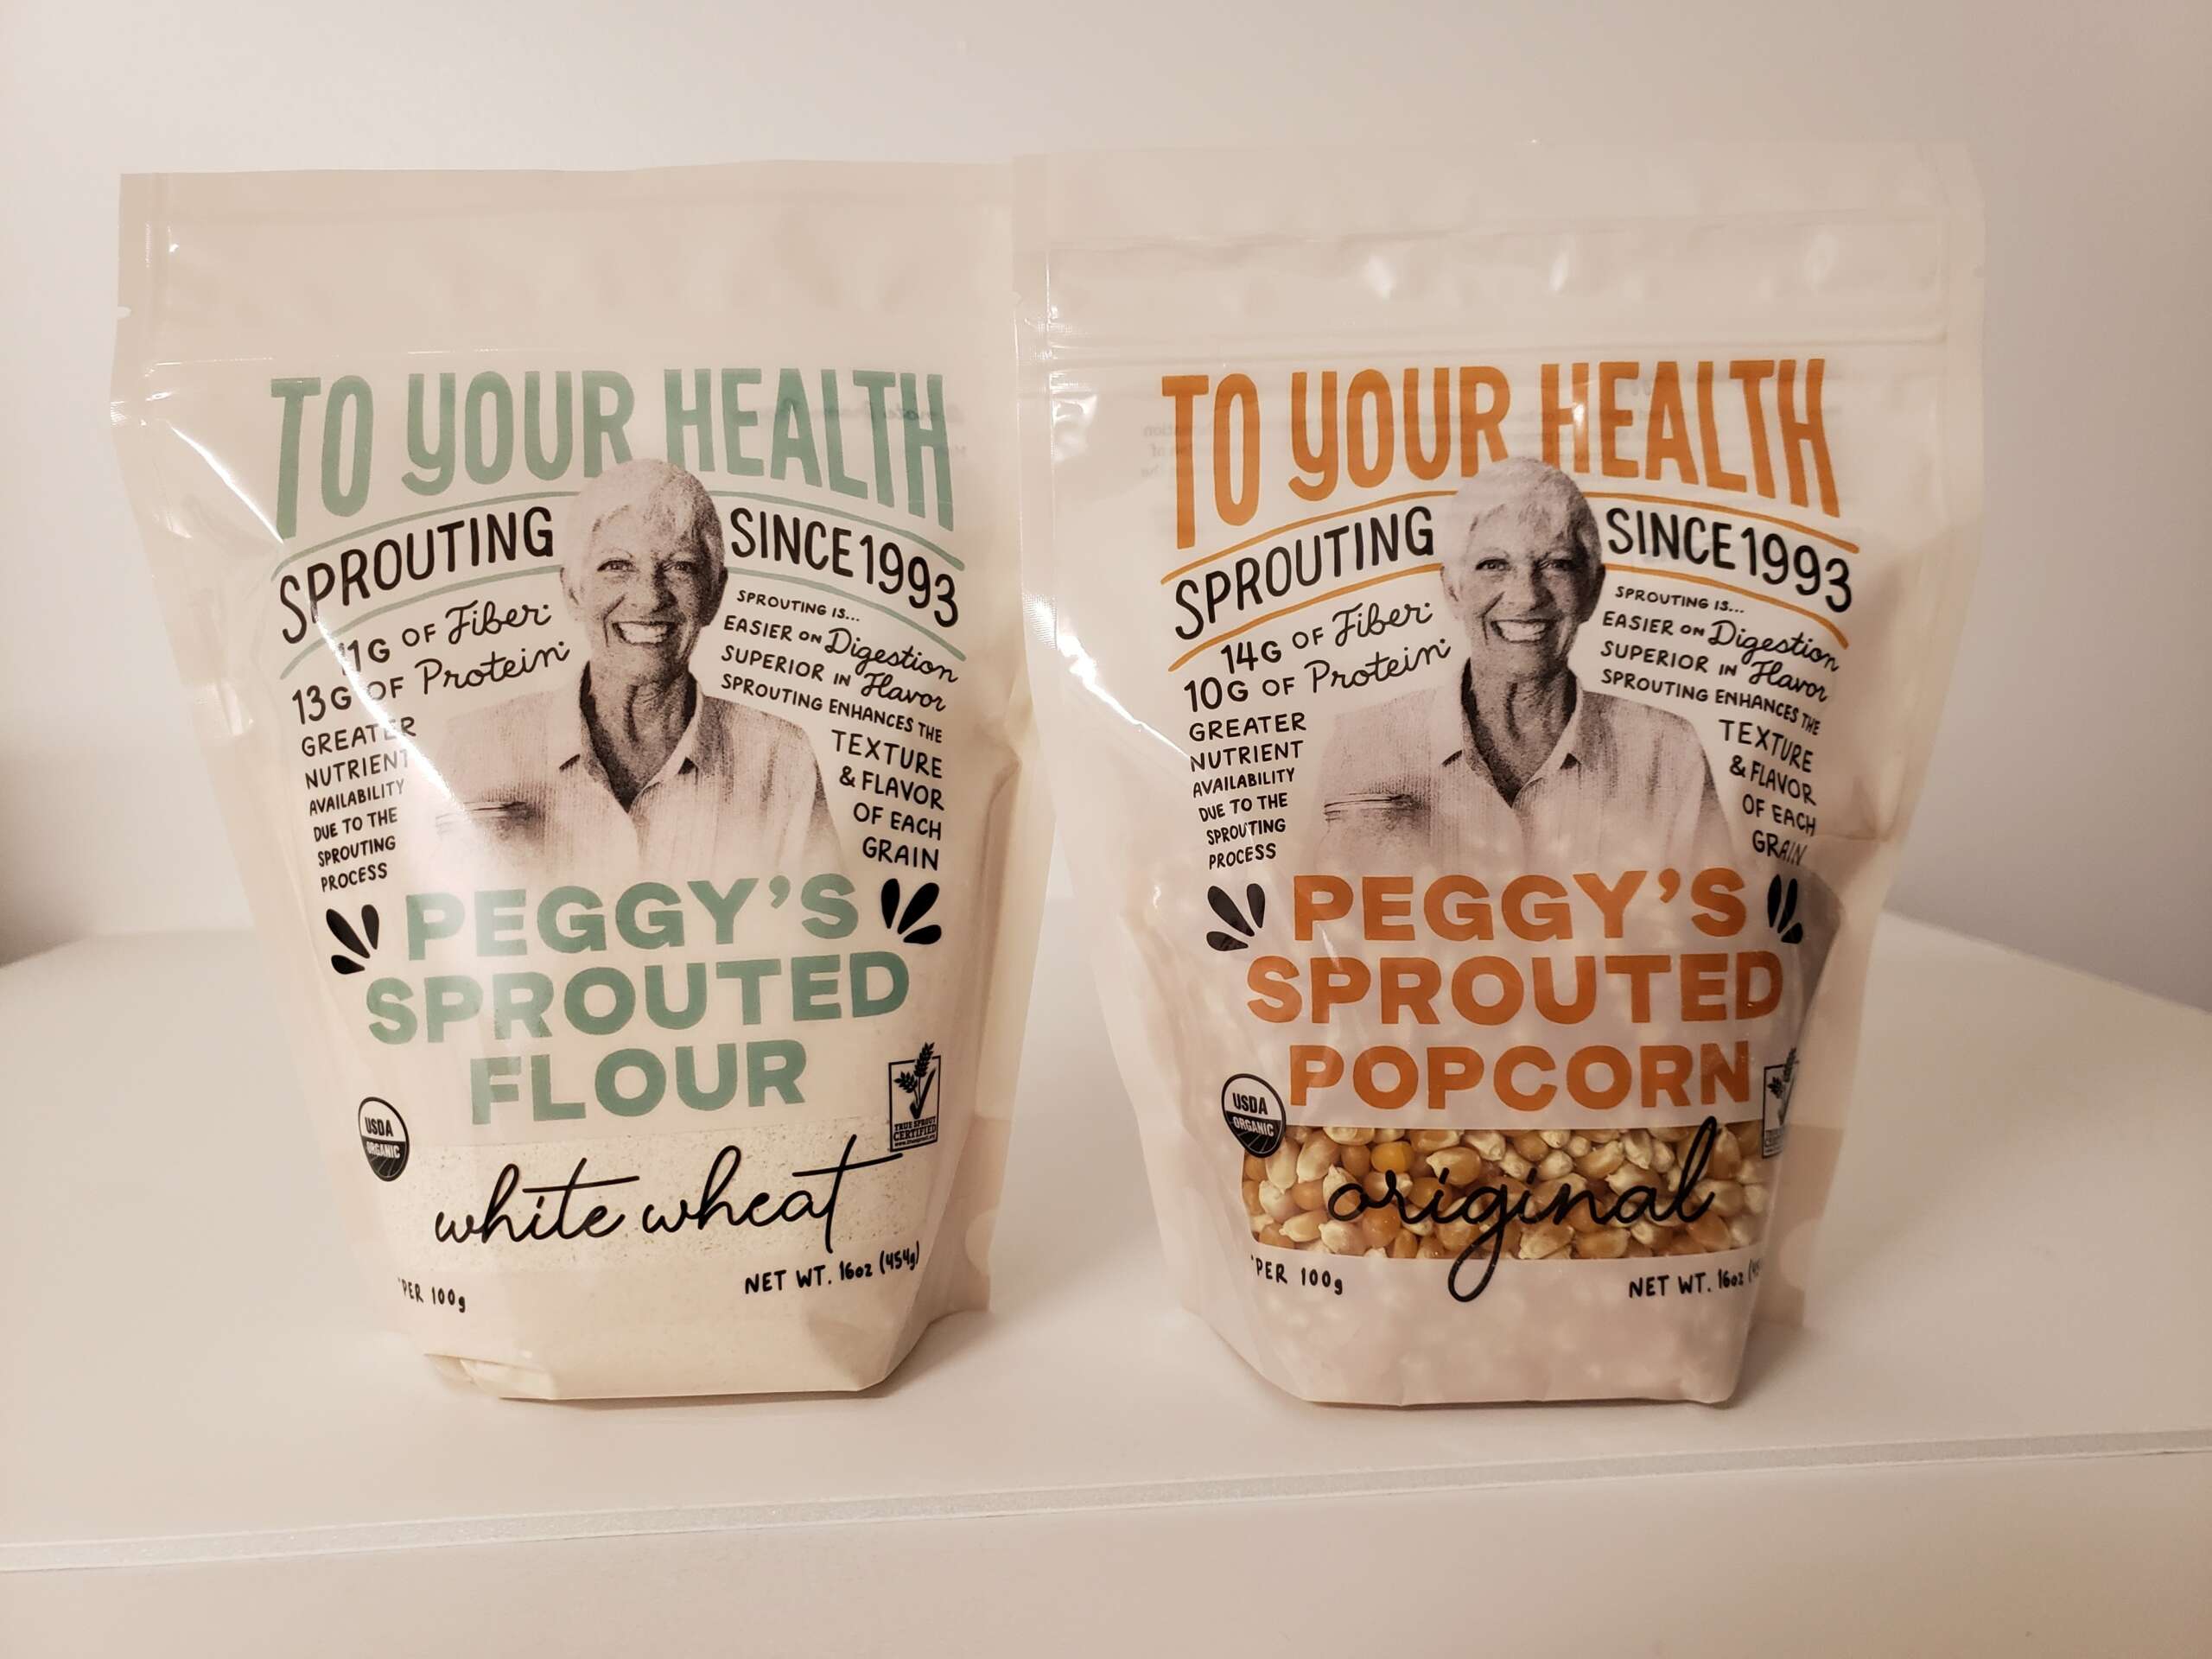 TO YOUR HEALTH
SPROUTING SINCE 1993
11G OF Fiber*
13G OF Protein*
GREATER
NUTRIENT
AVAILABILITY
DUE TO THE
SPROUTING
PROCESS
SPROUTING IS...
EASIER ON Digestion
SUPERIOR IN Flavor
SPROUTING ENHANCES THE
TEXTURE
& FLAVOR
OF EACH
GRAIN
PEGGY'S
SPROUTED
FLOUR
USDA
ORGANIC
TRUE SPROUT
CERTIFIED
white wheat
*PER 100g
NET WT. 16oz (454g)
TO YOUR HEALTH
SPROUTING SINCE 1993
14G OF Fiber*
10G OF Protein*
GREATER
NUTRIENT
AVAILABILITY
DUE TO THE
SPROUTING
PROCESS
SPROUTING IS...
EASIER ON Digestion
SUPERIOR IN Flavor
SPROUTING ENHANCES THE
TEXTURE
& FLAVOR
OF EACH
GRAIN
PEGGY'S
SPROUTED
POPCORN
USDA
ORGANIC
original
*PER 100g
NET WT. 16oz